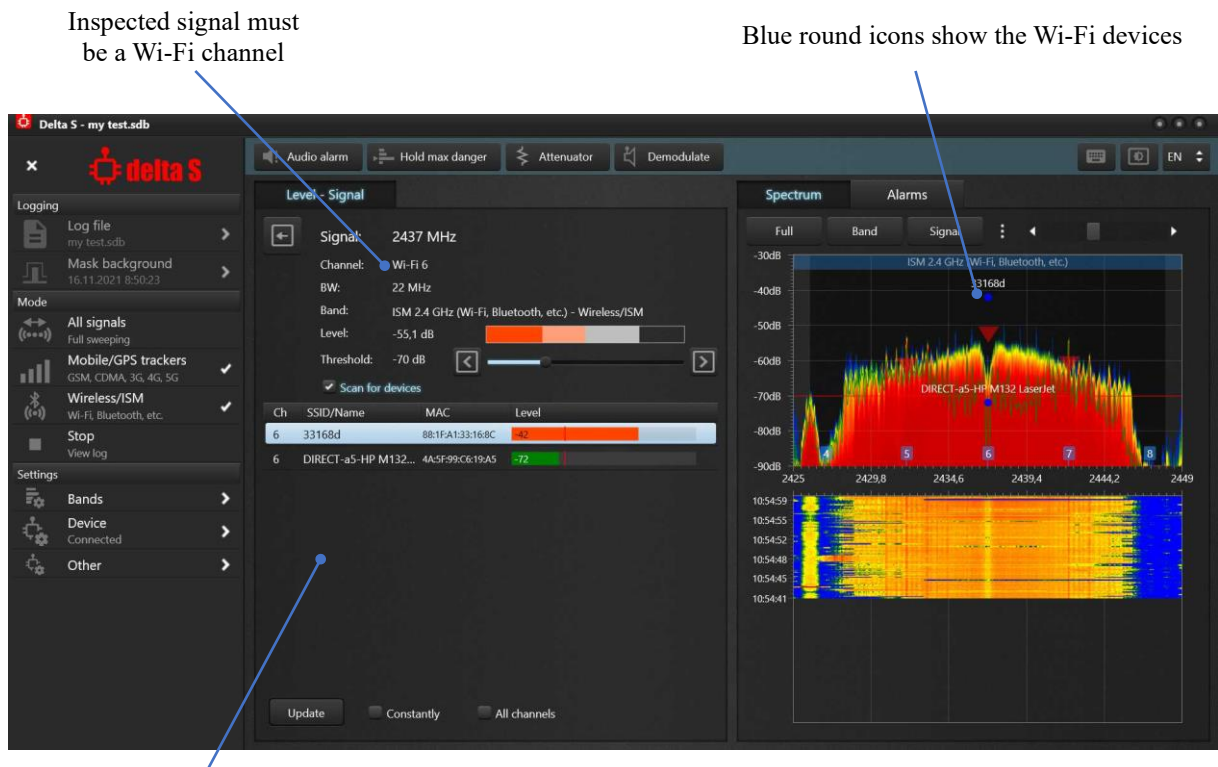 Inspected signal must
be a Wi-Fi channel
Blue round icons show the Wi-Fi devices
Delta S - my test.sdb
delta S
Logging
Log file
my test.sdb
Mask background
16.11.2021 8:50:23
Mode
All signals
Full sweeping
Mobile/GPS trackers
GSM, CDMA, 3G, 4G, 5G
Wireless/ISM
Wi-Fi, Bluetooth, etc.
Stop
View log
Settings
Bands
Device
Connected
Other
Audio alarm Hold max danger Attenuator Demodulate EN
Level - Signal
Signal: 2437 MHz
Channel: Wi-Fi 6
BW: 22 MHz
Band: ISM 2.4 GHz (Wi-Fi, Bluetooth, etc.) - Wireless/ISM
Level: -55,1 dB
Threshold: -70 dB
Scan for devices
Ch SSID/Name MAC Level
6 33168d 88:1F:A1:33:16:8C -42
6 DIRECT-a5-HP M132... 4A:5F:99:C6:19:A5 -72
Update Constantly All channels
Spectrum Alarms
Full Band Signal
ISM 2.4 GHz (Wi-Fi, Bluetooth, etc.)
33168d
DIRECT-a5-HP M132 LaserJet
-30dB
-40dB
-50dB
-60dB
-70dB
-80dB
-90dB
4 5 6 7 8
2425 2429,8 2434,6 2439,4 2444,2 2449
10:54:59
10:54:55
10:54:52
10:54:48
10:54:45
10:54:41